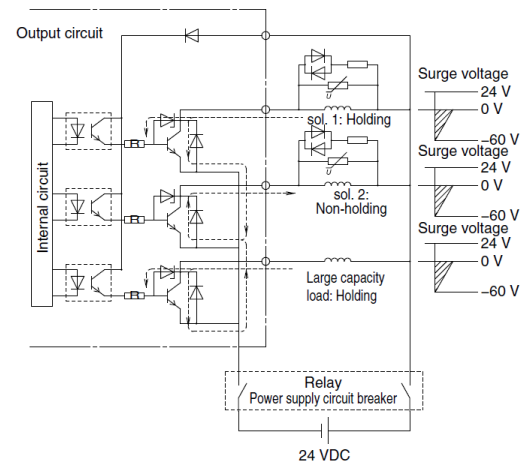 Output circuit
Internal circuit
Surge voltage
24 V
0 V
−60 V
u
sol. 1: Holding
Surge voltage
24 V
0 V
−60 V
u
sol. 2:
Non-holding
Surge voltage
24 V
0 V
−60 V
Large capacity
load: Holding
Relay
Power supply circuit breaker
24 VDC